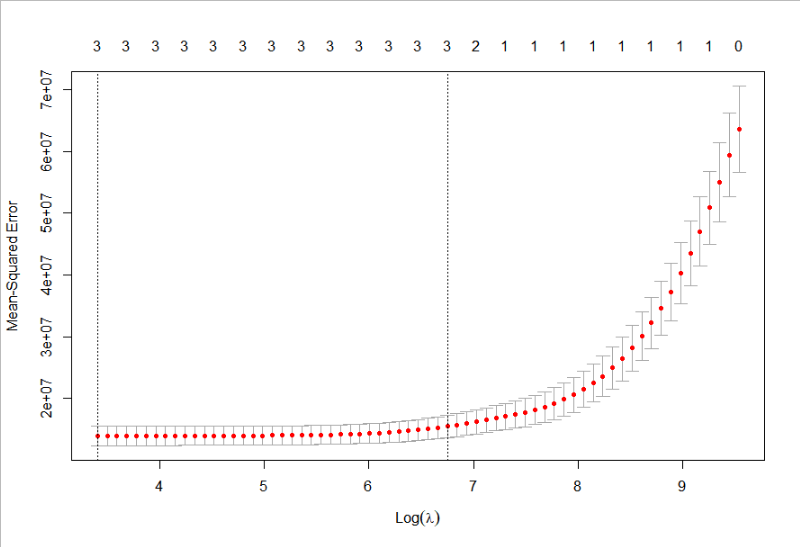 3 3 3 3 3 3 3 3 3 3 3 3 3 2 1 1 1 1 1 1 1 1 0
Mean-Squared Error
7e+07
6e+07
5e+07
4e+07
3e+07
2e+07
4 5 6 7 8 9
Log(λ)